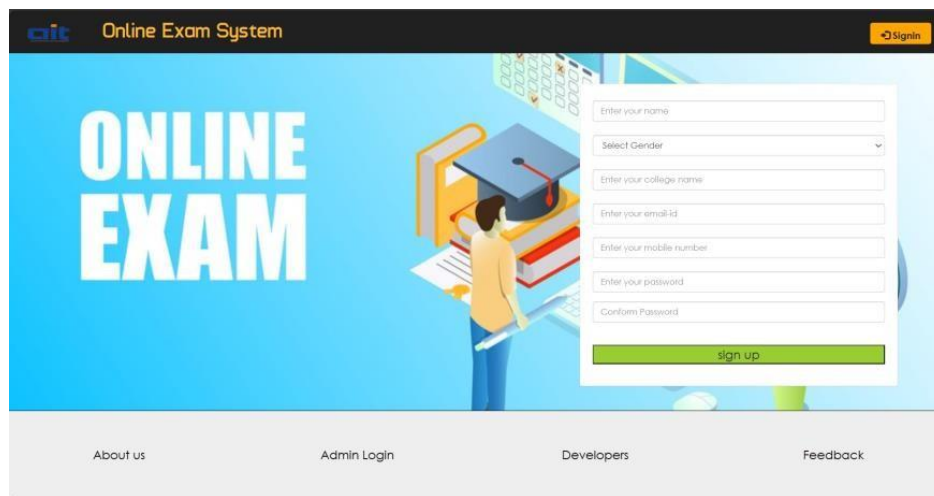 ait Online Exam System
Signin
ONLINE
EXAM
Enter your name
Select Gender
Enter your college name
Enter your email-id
Enter your mobile number
Enter your password
Conform Password
sign up
About us Admin Login Developers Feedback